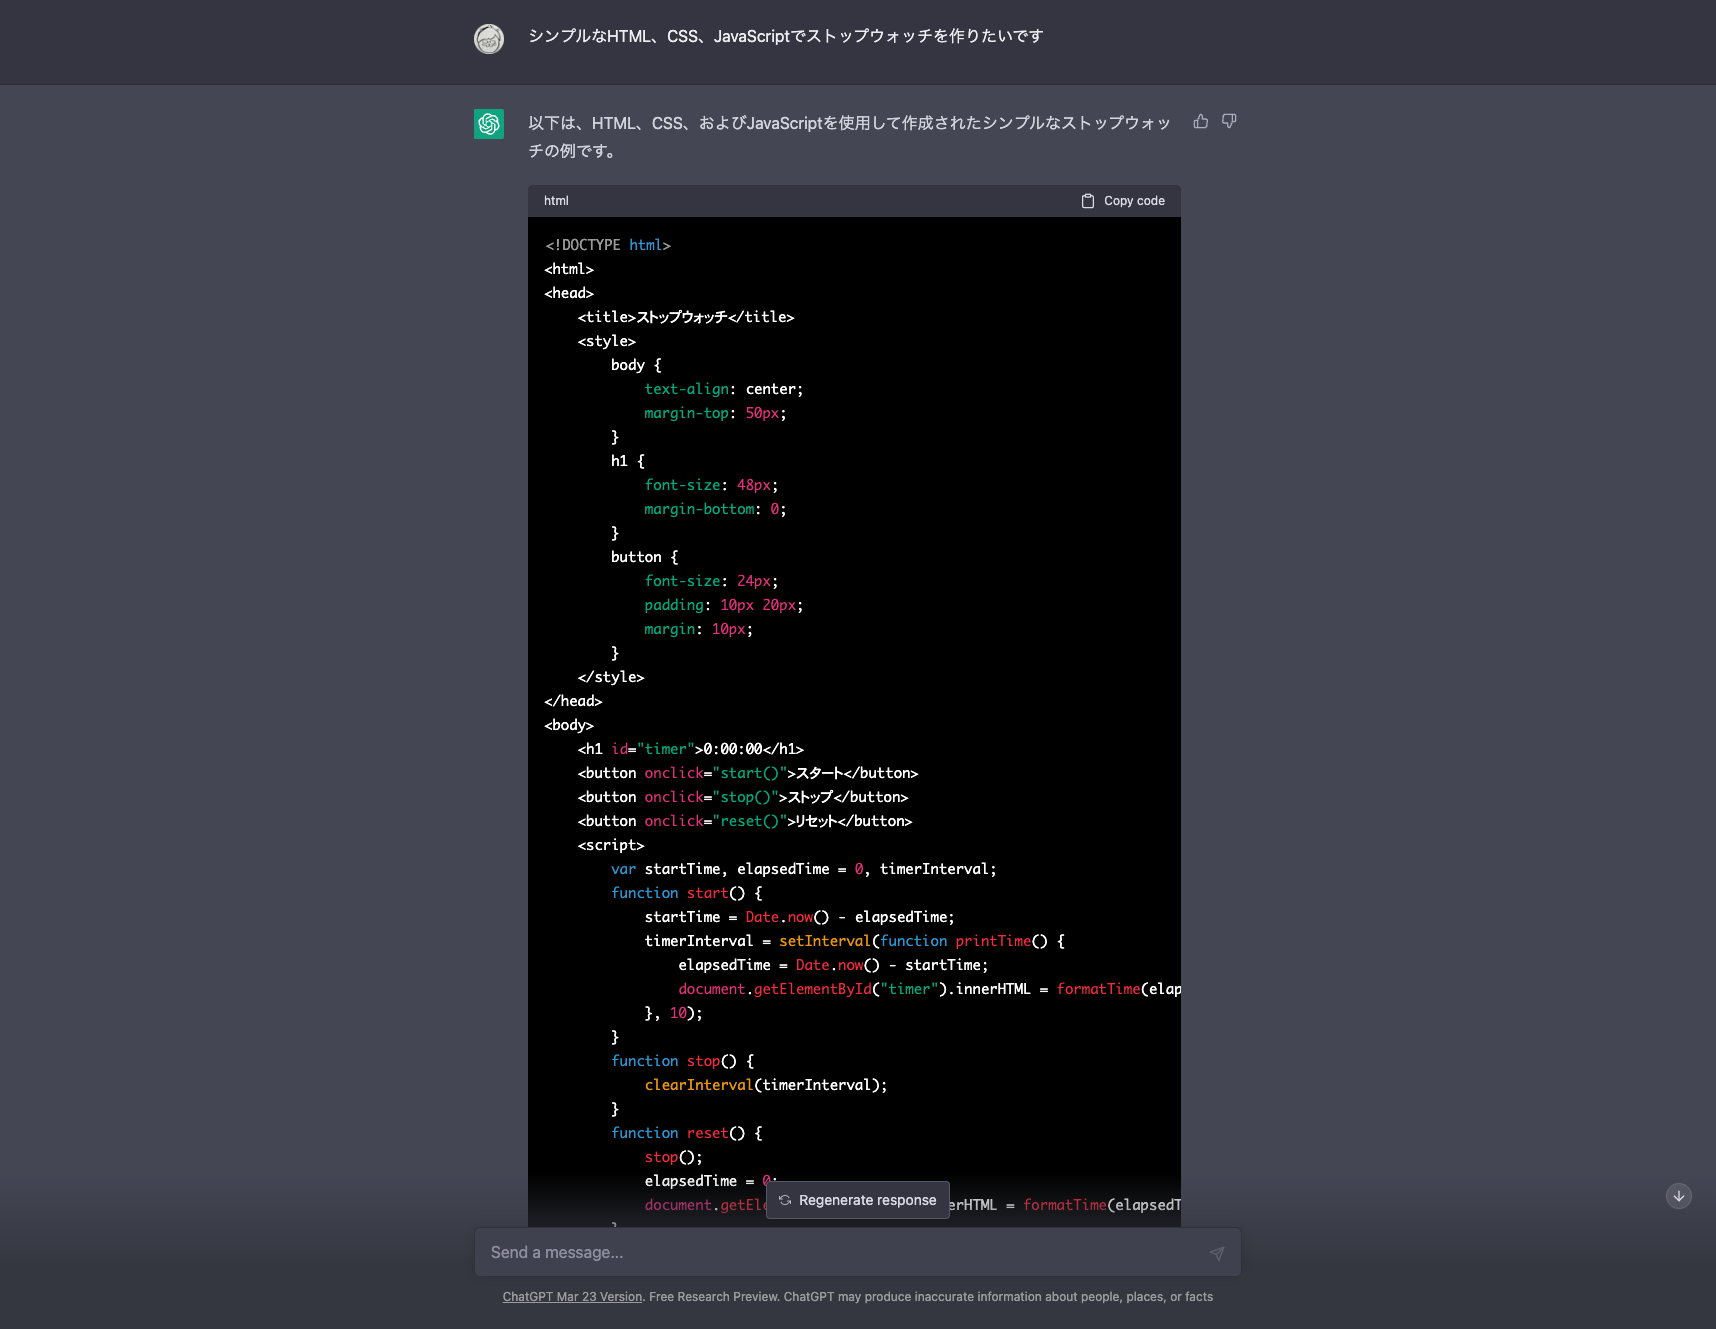 シンプルなHTML、CSS、JavaScriptでストップウォッチを作りたいです
以下は、HTML、CSS、およびJavaScriptを使用して作成されたシンプルなストップウォッ
チの例です。
html
Copy code
<!DOCTYPE html>
<html>
<head>
    <title>ストップウォッチ</title>
    <style>
        body {
            text-align: center;
            margin-top: 50px;
        }
        h1 {
            font-size: 48px;
            margin-bottom: 0;
        }
        button {
            font-size: 24px;
            padding: 10px 20px;
            margin: 10px;
        }
    </style>
</head>
<body>
    <h1 id="timer">0:00:00</h1>
    <button onclick="start()">スタート</button>
    <button onclick="stop()">ストップ</button>
    <button onclick="reset()">リセット</button>
    <script>
        var startTime, elapsedTime = 0, timerInterval;
        function start() {
            startTime = Date.now() - elapsedTime;
            timerInterval = setInterval(function printTime() {
                elapsedTime = Date.now() - startTime;
                document.getElementById("timer").innerHTML = formatTime(elap
            }, 10);
        }
        function stop() {
            clearInterval(timerInterval);
        }
        function reset() {
            stop();
            elapsedTime = 0;
            document.getEl erHTML = formatTime(elapsedT
Regenerate response
Send a message...
ChatGPT Mar 23 Version. Free Research Preview. ChatGPT may produce inaccurate information about people, places, or facts